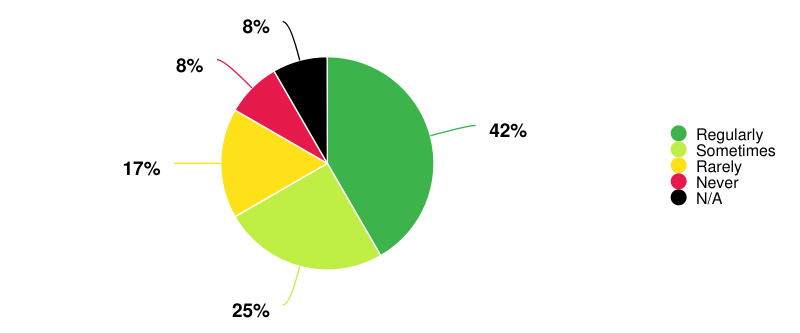 8%
8%
42%
17%
25%
Regularly
Sometimes
Rarely
Never
N/A